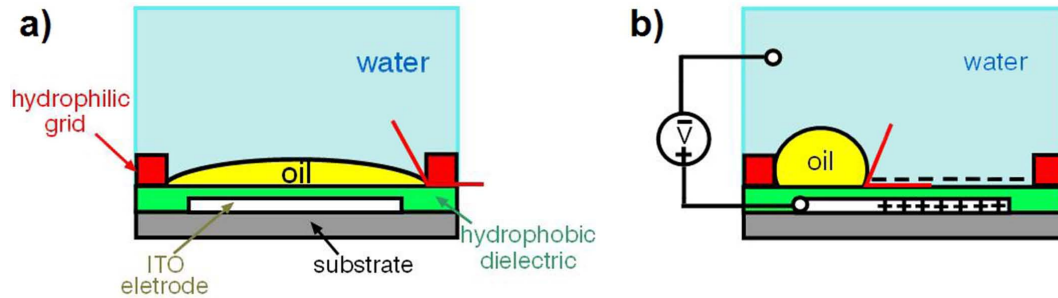 a)
water
hydrophilic
grid
oil
ITO
eletrode
substrate
hydrophobic
dielectric
b)
water
V
oil